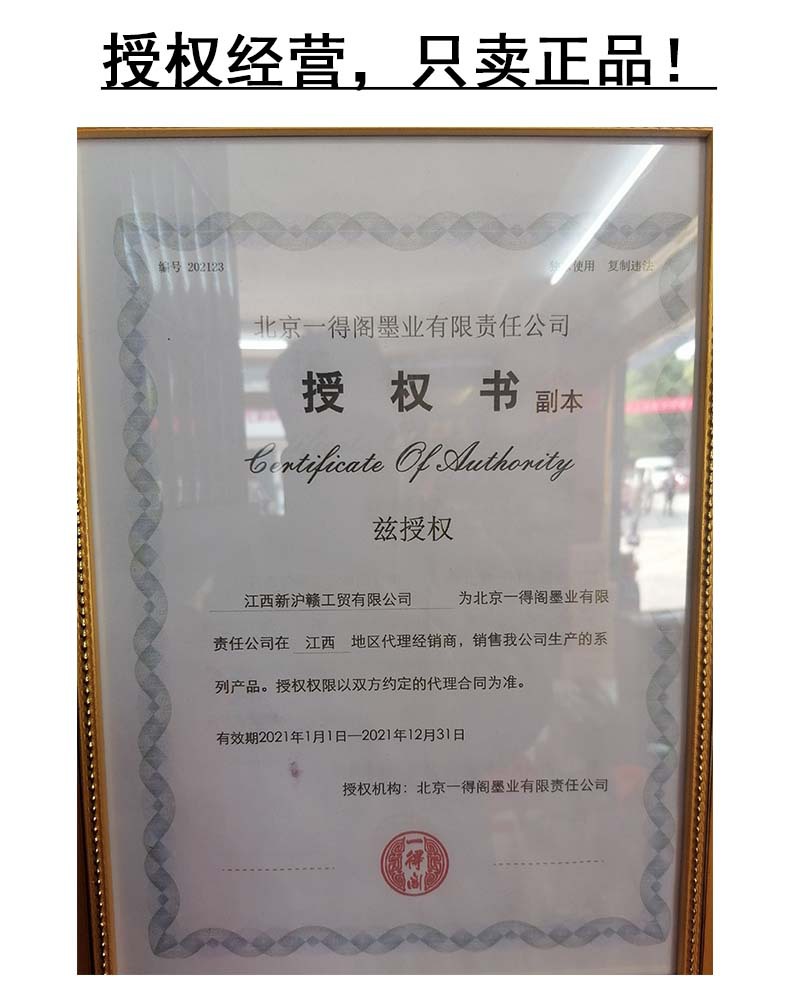 授权经营，只卖正品！
编号 202123
使用 复制违法
北京一得阁墨业有限责任公司
授 权 书 副本
Certificate Of Authority
兹授权
江西新沪赣工贸有限公司 为北京一得阁墨业有限
责任公司在 江西 地区代理经销商，销售我公司生产的系
列产品。授权权限以双方约定的代理合同为准。
有效期2021年1月1日—2021年12月31日
授权机构：北京一得阁墨业有限责任公司
一得阁